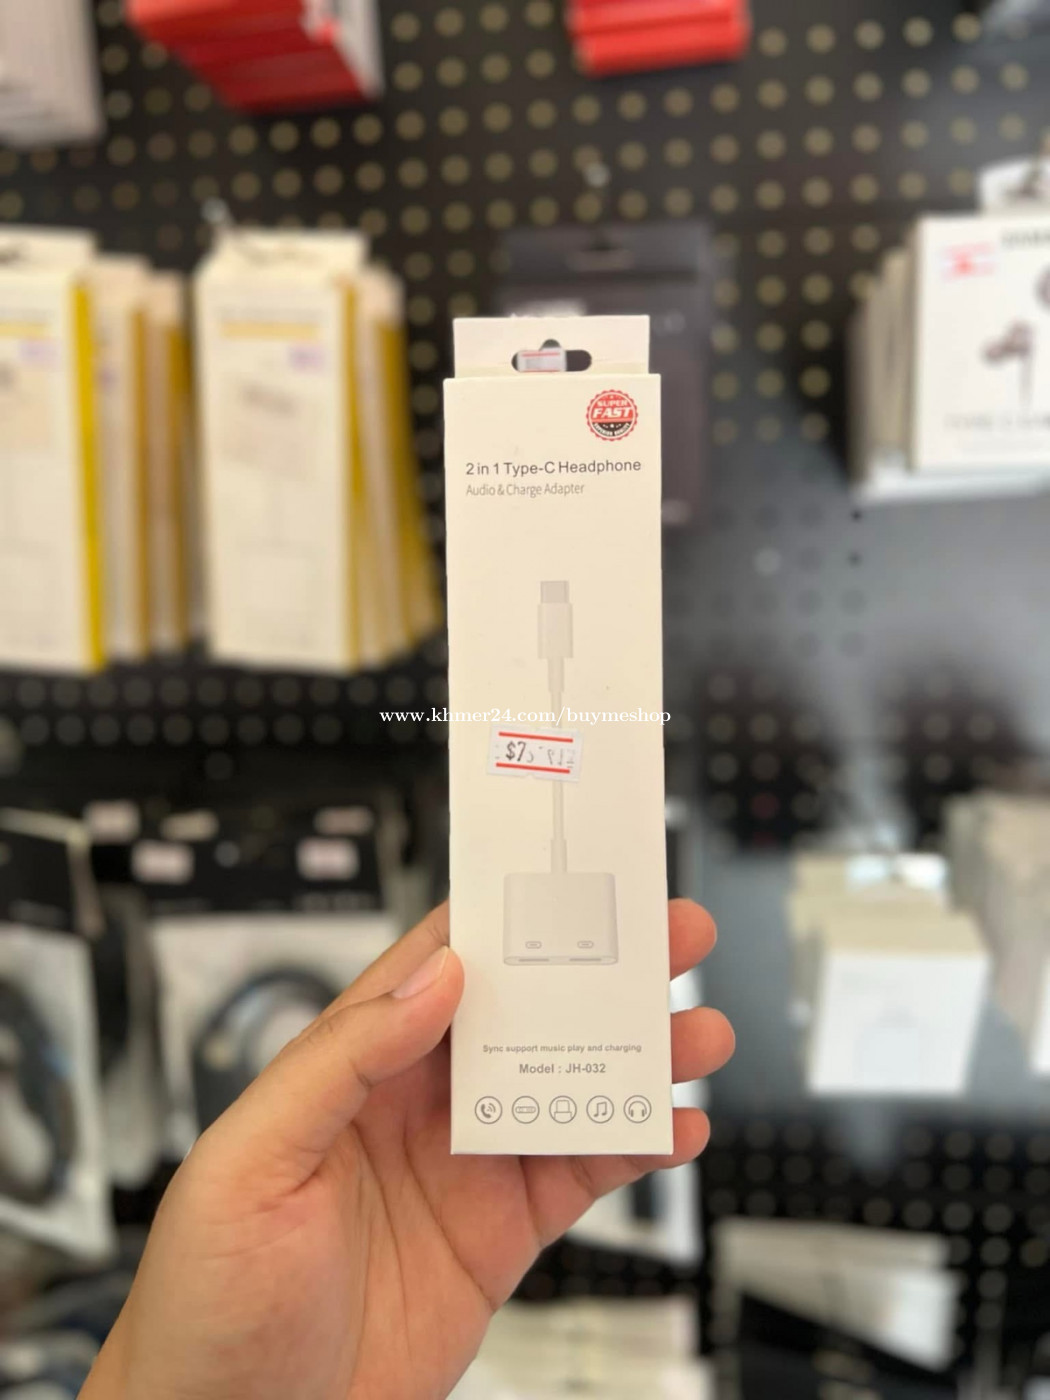 SUPER
FAST
2 in 1 Type-C Headphone
Audio & Charge Adapter
www.khmer24.com/buymeshop
$7
Sync support music play and charging
Model : JH-032